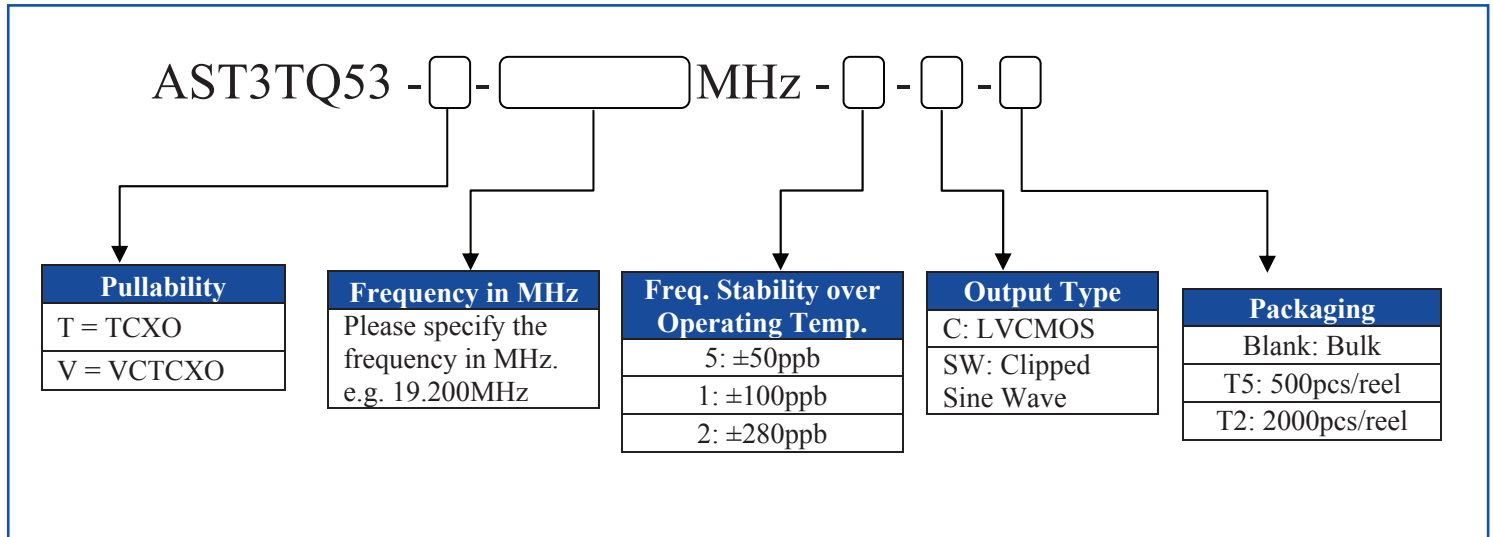 AST3TQ53 - - MHz - - -
Pullability
T = TCXO
V = VCTCXO
Frequency in MHz
Please specify the
frequency in MHz.
e.g. 19.200MHz
Freq. Stability over
Operating Temp.
5: ±50ppb
1: ±100ppb
2: ±280ppb
Output Type
C: LVCMOS
SW: Clipped
Sine Wave
Packaging
Blank: Bulk
T5: 500pcs/reel
T2: 2000pcs/reel